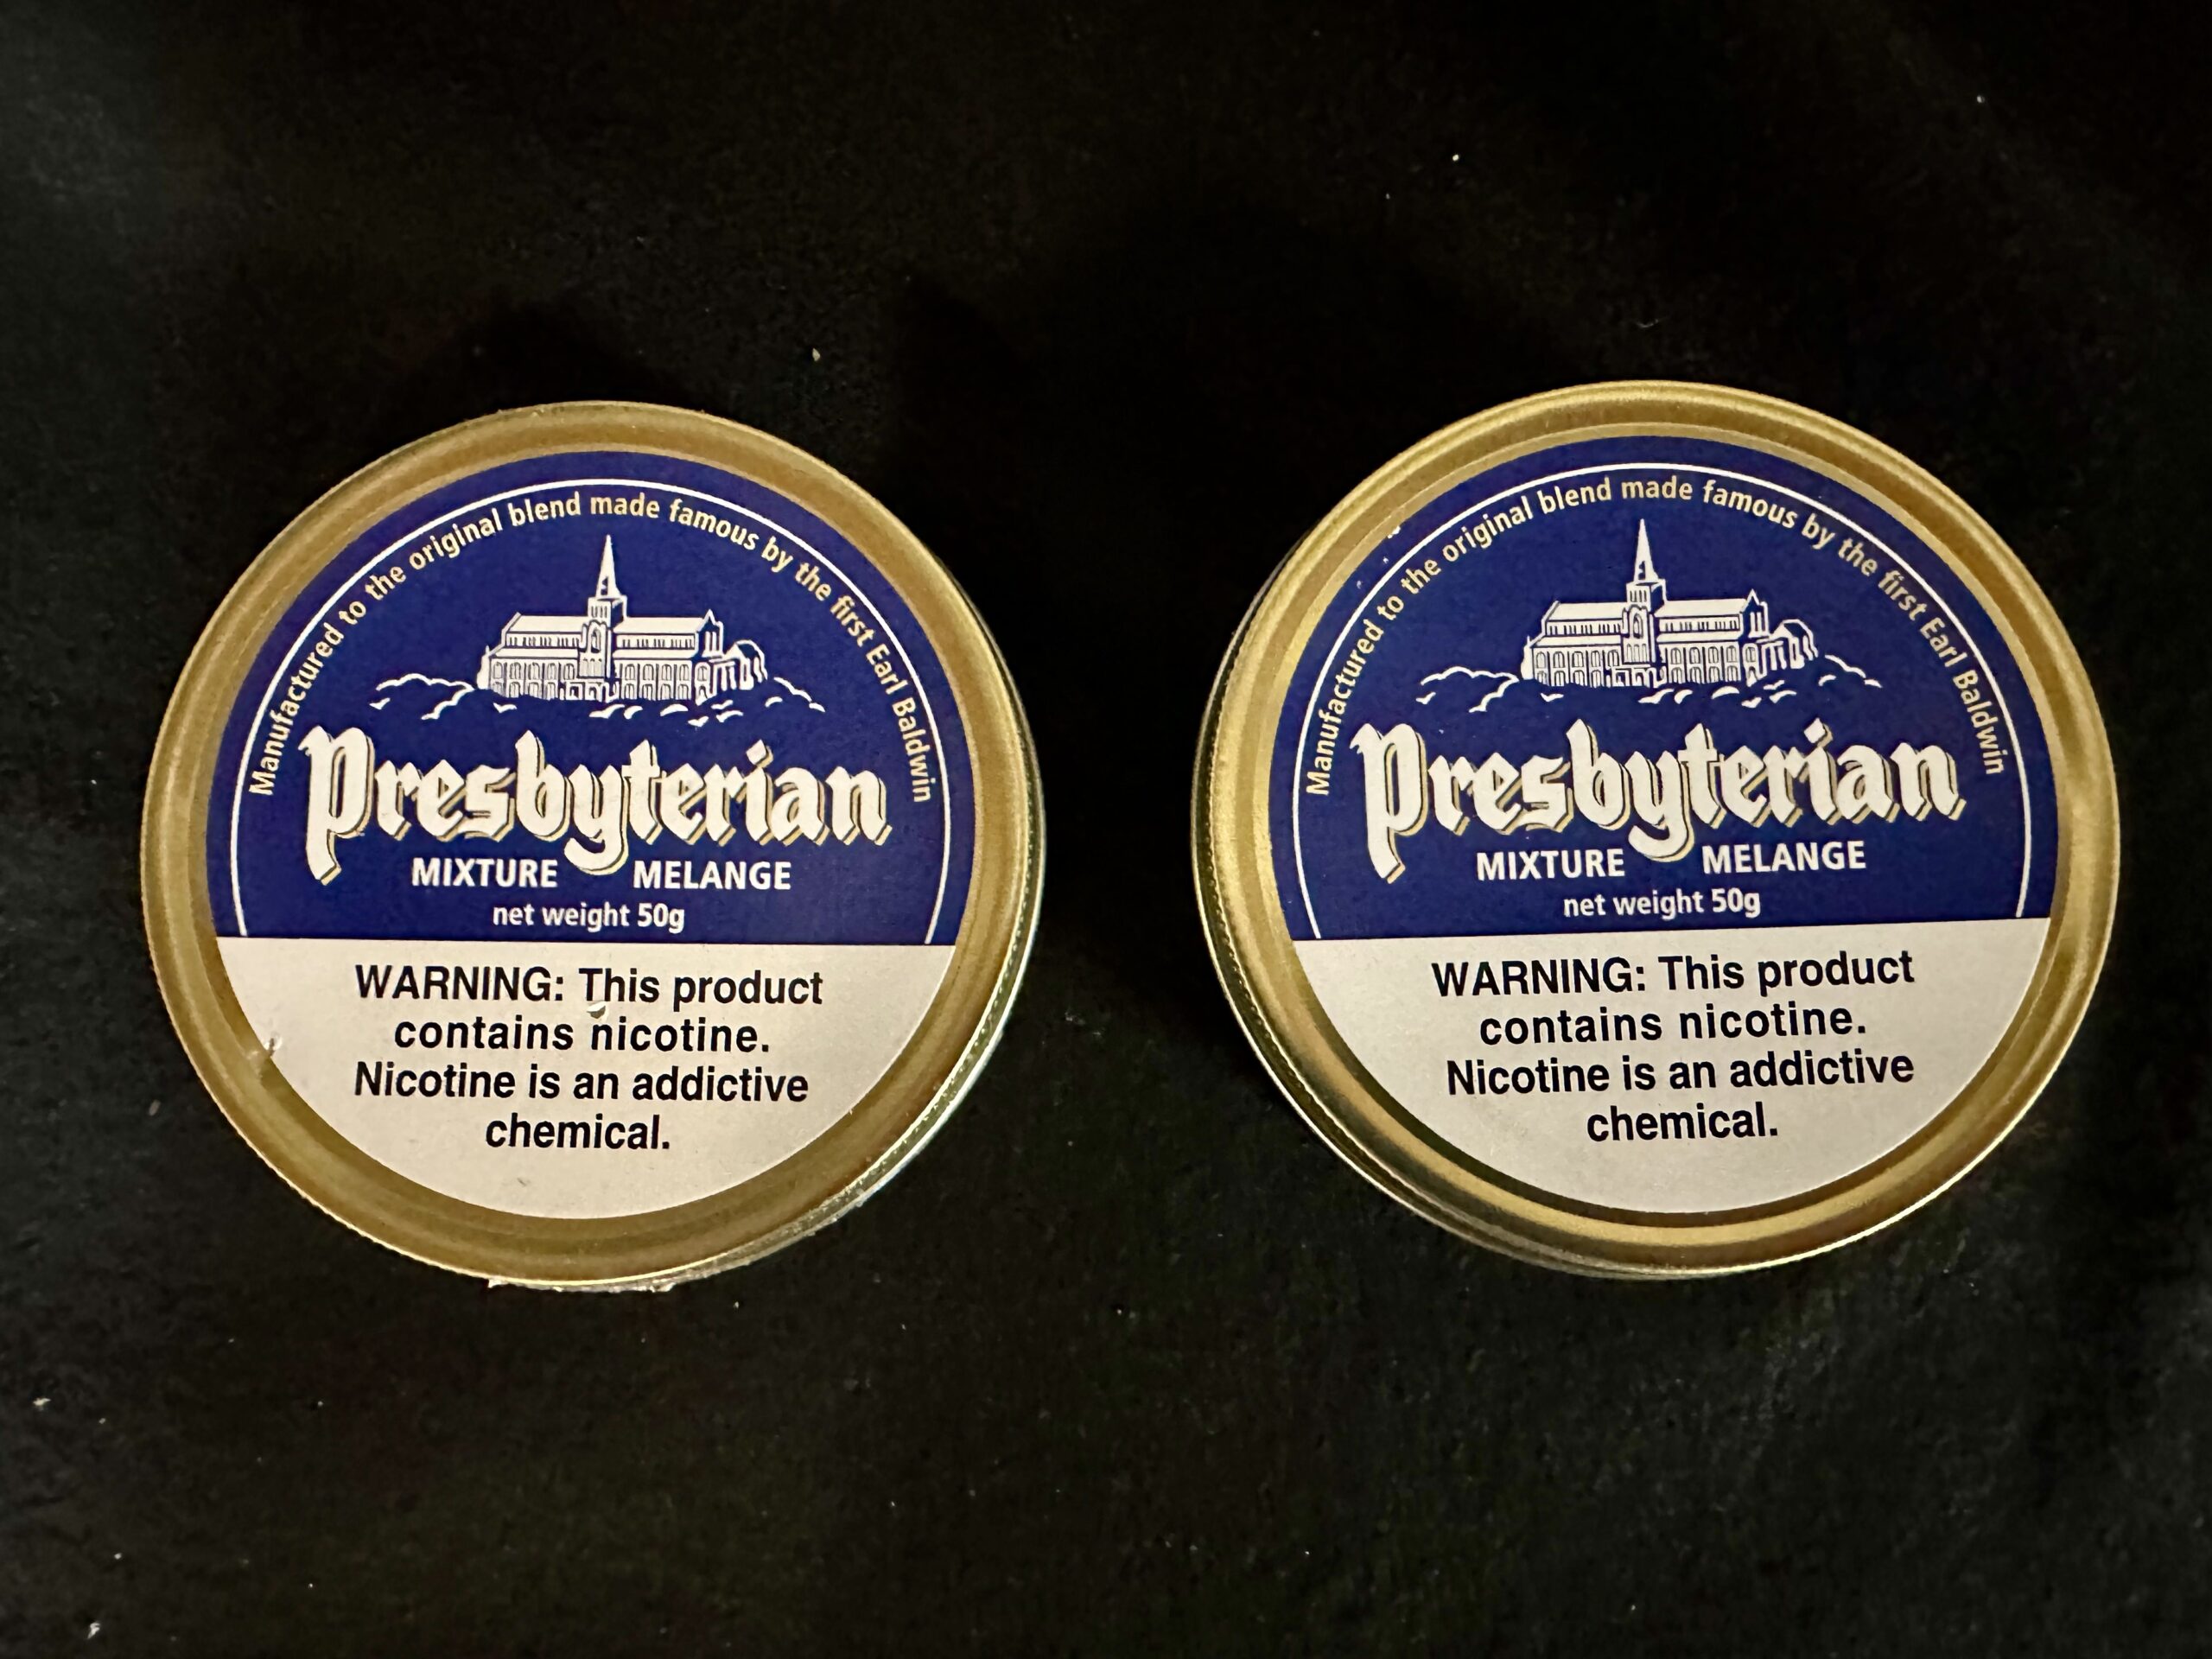 Manufactured to the original blend made famous by the first Earl Baldwin
Presbyterian
MIXTURE MELANGE
net weight 50g
WARNING: This product
contains nicotine.
Nicotine is an addictive
chemical.
Manufactured to the original blend made famous by the first Earl Baldwin
Presbyterian
MIXTURE MELANGE
net weight 50g
WARNING: This product
contains nicotine.
Nicotine is an addictive
chemical.